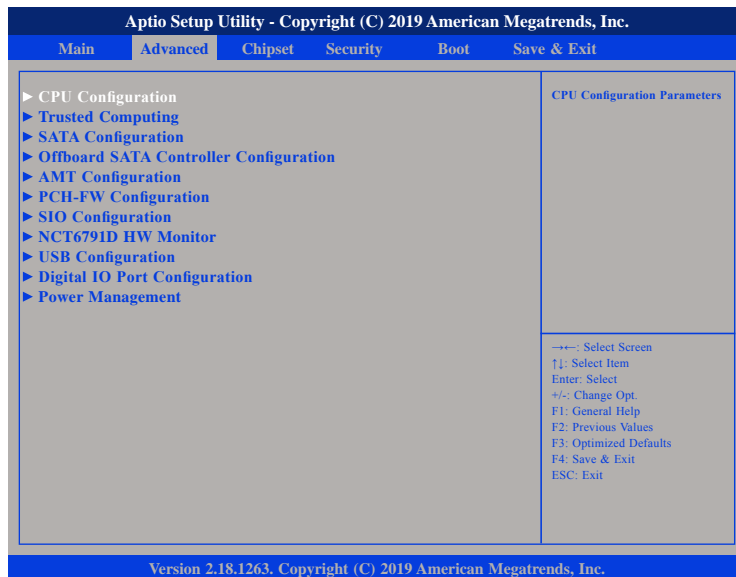 Aptio Setup Utility - Copyright (C) 2019 American Megatrends, Inc.
Main Advanced Chipset Security Boot Save & Exit
► CPU Configuration
► Trusted Computing
► SATA Configuration
► Offboard SATA Controller Configuration
► AMT Configuration
► PCH-FW Configuration
► SIO Configuration
► NCT6791D HW Monitor
► USB Configuration
► Digital IO Port Configuration
► Power Management
CPU Configuration Parameters
→←: Select Screen
↑↓: Select Item
Enter: Select
+/-: Change Opt.
F1: General Help
F2: Previous Values
F3: Optimized Defaults
F4: Save & Exit
ESC: Exit
Version 2.18.1263. Copyright (C) 2019 American Megatrends, Inc.